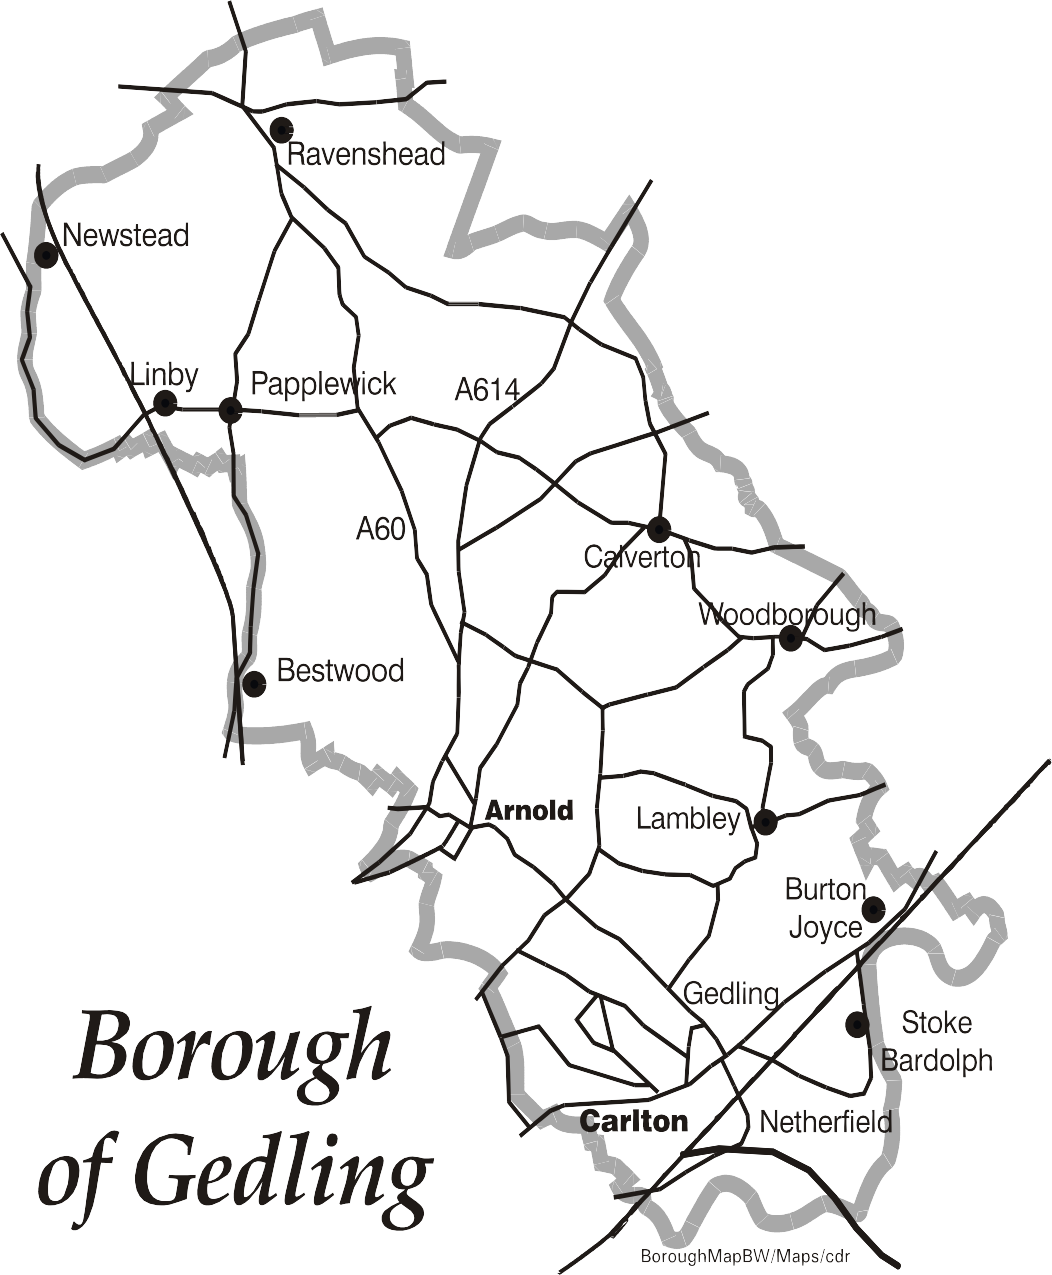 Ravenshead
Newstead
Linby
Papplewick
A614
A60
Calverton
Woodborough
Bestwood
Arnold
Lambley
Burton
Joyce
Gedling
Stoke
Bardolph
Carlton
Netherfield
Borough
of Gedling
BoroughMapBW/Maps/cdr